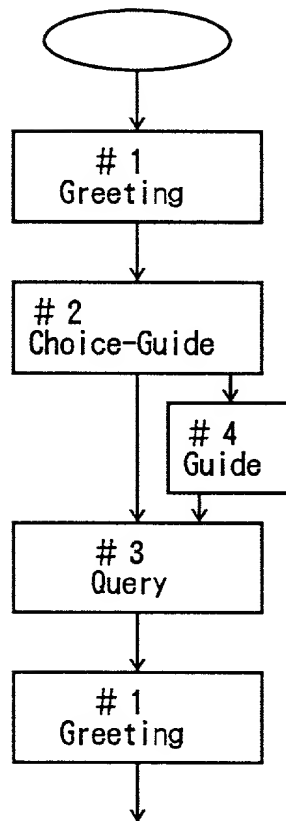 # 1
Greeting
# 2
Choice-Guide
# 4
Guide
# 3
Query
# 1
Greeting